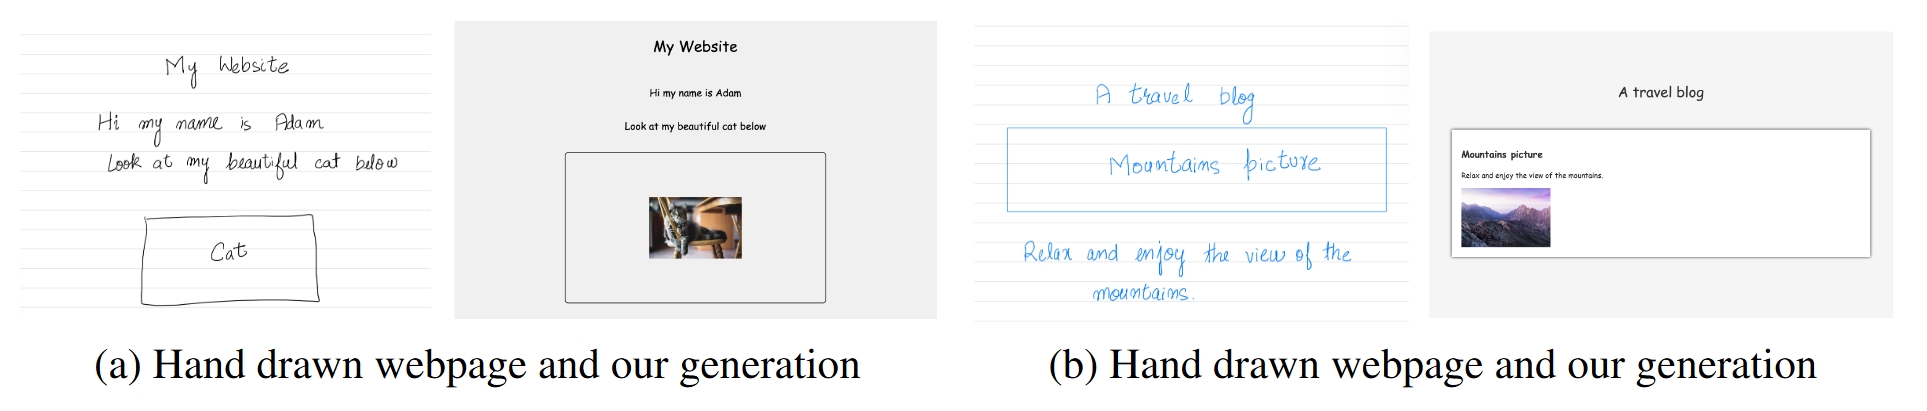 My Website
Hi my name is Adam
Look at my beautiful cat below
Cat
My Website
Hi my name is Adam
Look at my beautiful cat below
(a) Hand drawn webpage and our generation
A travel blog
Mountains picture
Relax and enjoy the view of the
mountains.
A travel blog
Mountains picture
Relax and enjoy the view of the mountains.
(b) Hand drawn webpage and our generation